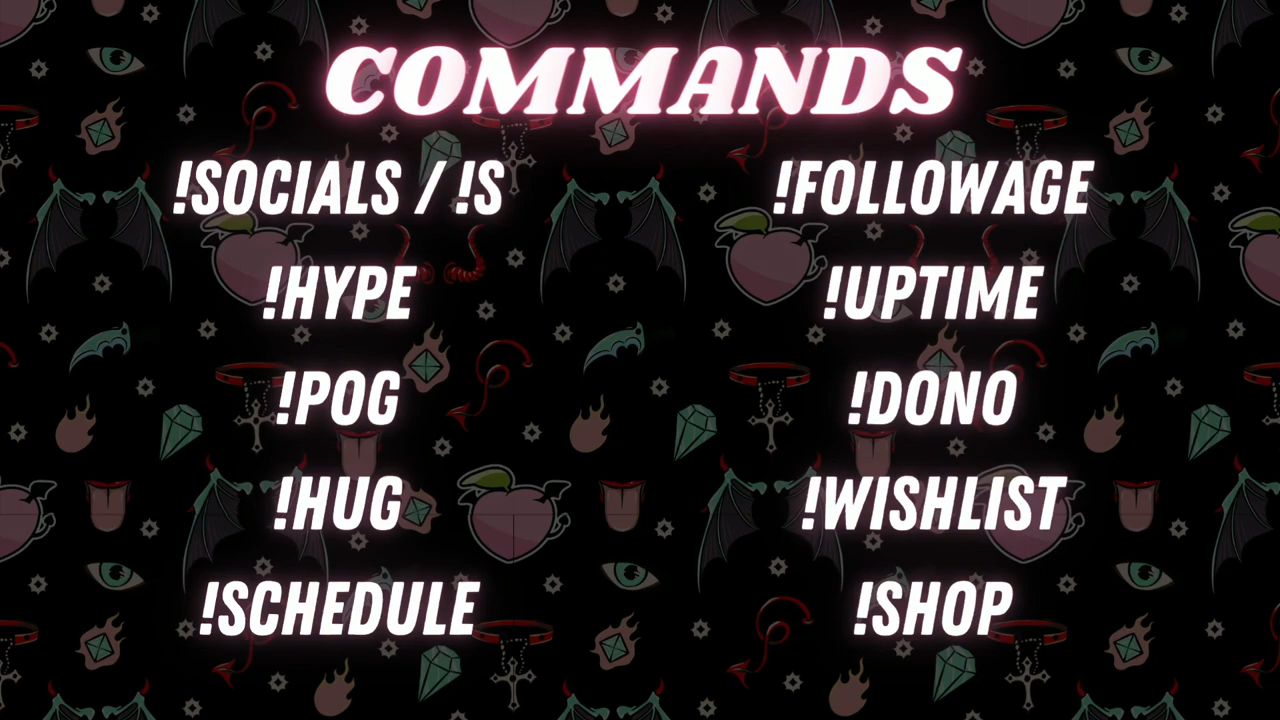 COMMANDS
!SOCIALS / !S
!HYPE
!POG
!HUG
!SCHEDULE
!FOLLOWAGE
!UPTIME
!DONO
!WISHLIST
!SHOP